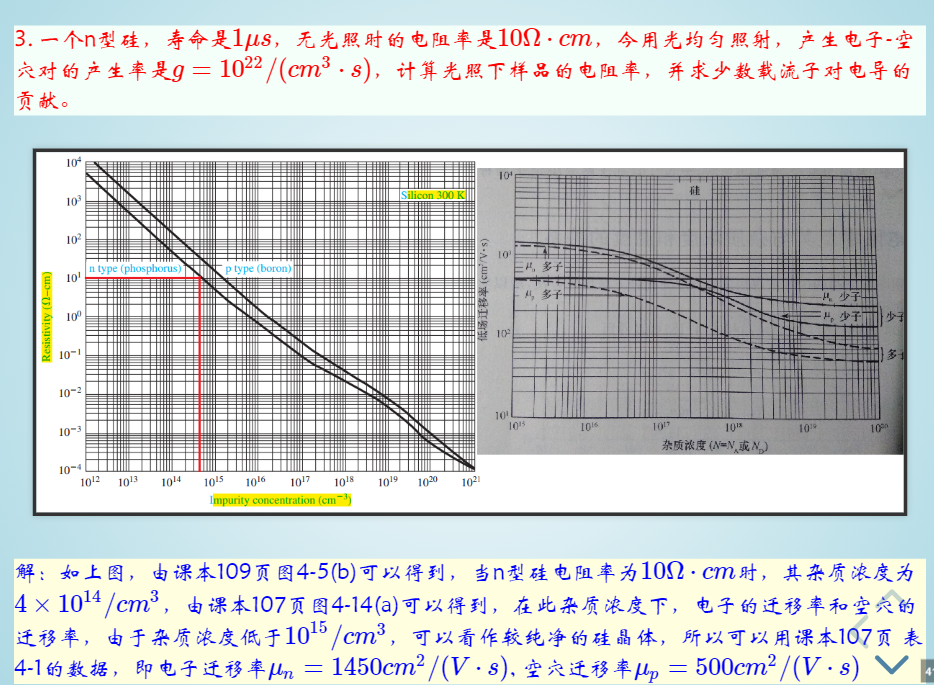 3. 一个n型硅，寿命是1μs，无光照时的电阻率是10Ω·cm，今用光均匀照射，产生电子-空
穴对的产生率是g = 10²²/(cm³·s)，计算光照下样品的电阻率，并求少数载流子对电导的
贡献。
Silicon 300 K
n type (phosphorus)
p type (boron)
Resistivity (Ω-cm)
10⁴
10³
10²
10¹
10⁰
10⁻¹
10⁻²
10⁻³
10⁻⁴
10¹² 10¹³ 10¹⁴ 10¹⁵ 10¹⁶ 10¹⁷ 10¹⁸ 10¹⁹ 10²⁰ 10²¹
Impurity concentration (cm⁻³)
硅
低场迁移率 (cm²/V·s)
μₙ 多子
μₚ 多子
μₙ 少子
μₚ 少子
少子
多子
10²
10¹
10¹⁵ 10¹⁶ 10¹⁷ 10¹⁸ 10¹⁹ 10²⁰
杂质浓度 (N=Nₐ或N_D)
解：如上图，由课本109页图4-5(b)可以得到，当n型硅电阻率为10Ω·cm时，其杂质浓度为
4 × 10¹⁴/cm³，由课本107页图4-14(a)可以得到，在此杂质浓度下，电子的迁移率和空穴的
迁移率，由于杂质浓度低于10¹⁵/cm³，可以看作较纯净的硅晶体，所以可以用课本107页 表
4-1的数据，即电子迁移率μₙ = 1450cm²/(V·s)，空穴迁移率μₚ = 500cm²/(V·s)